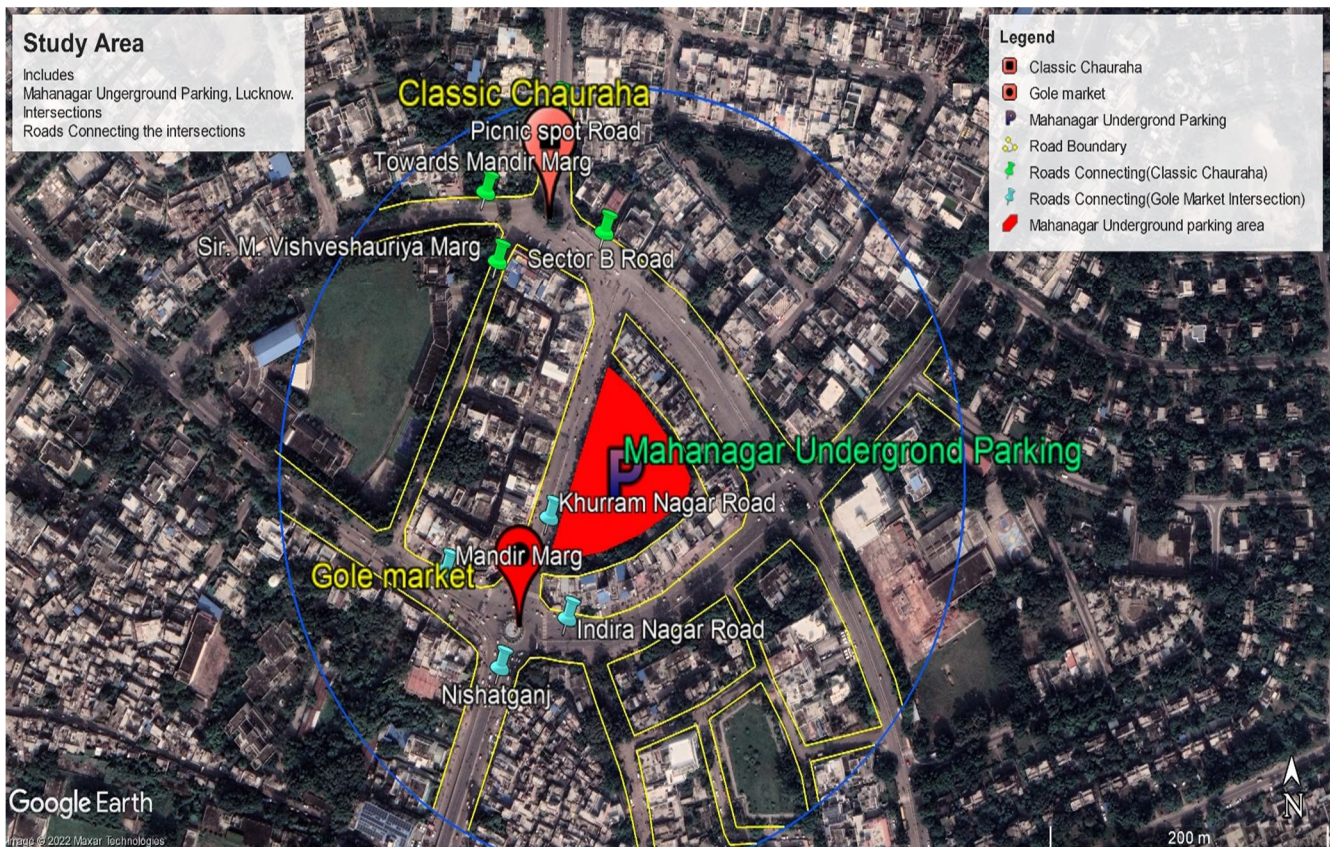 Study Area
Includes
Mahanagar Ungerground Parking, Lucknow.
Intersections
Roads Connecting the intersections
Legend
Classic Chauraha
Gole market
Mahanagar Undergrond Parking
Road Boundary
Roads Connecting(Classic Chauraha)
Roads Connecting(Gole Market Intersection)
Mahanagar Underground parking area
Classic Chauraha
Picnic spot Road
Towards Mandir Marg
Sir. M. Vishveshauriya Marg
Sector B Road
P
Mahanagar Undergrond Parking
Khurram Nagar Road
Mandir Marg
Gole market
Indira Nagar Road
Nishatganj
Google Earth
Image © 2022 Maxar Technologies
N
200 m